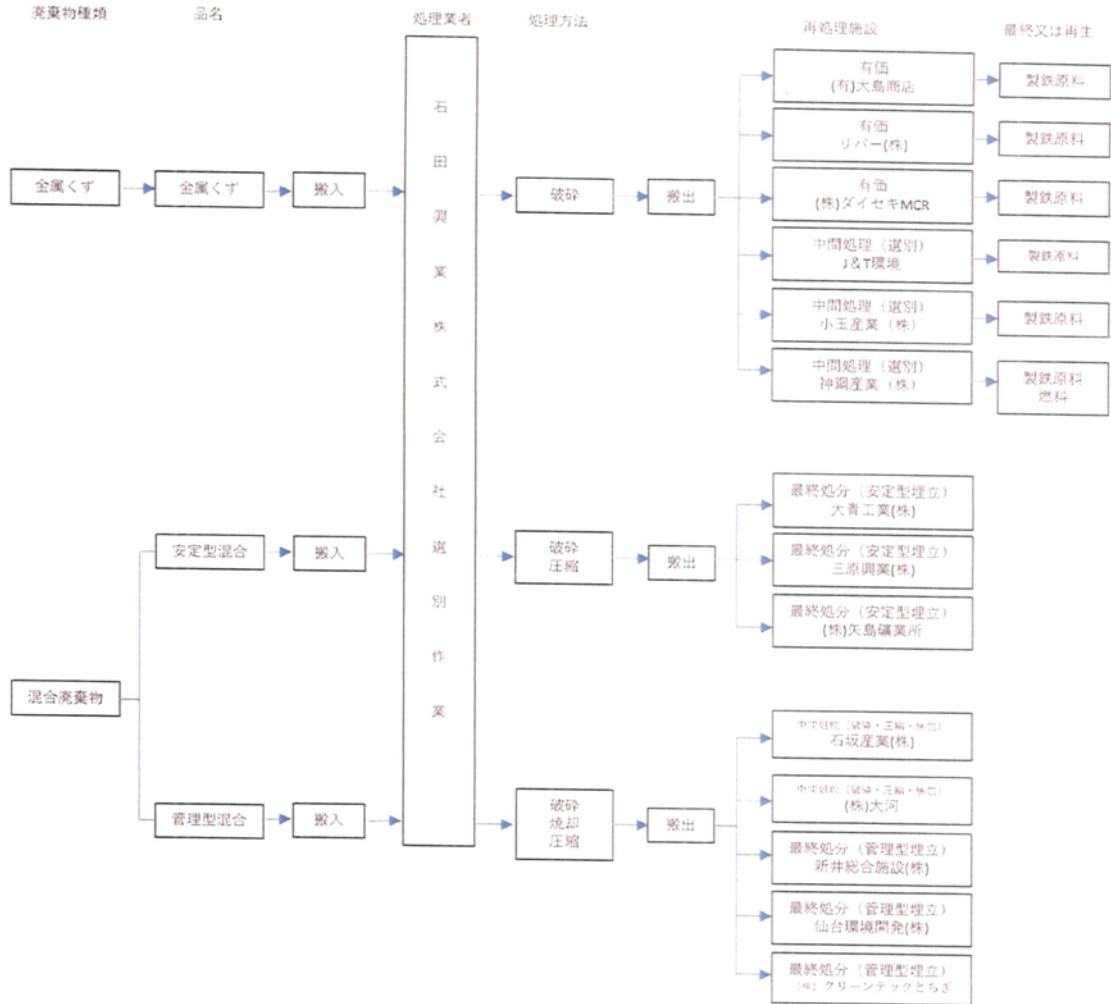 廃棄物種類
品名
処理業者
処理方法
再処理施設
最終又は再生
金属くず
金属くず
搬入
石田興業株式会社選別作業
破砕
搬出
有価
(有)大島商店
製鉄原料
有価
リバー(株)
製鉄原料
有価
(株)ダイセキMCR
製鉄原料
中間処理（選別）
J&T環境
製鉄原料
中間処理（選別）
小玉産業（株）
製鉄原料
中間処理（選別）
神鋼産業（株）
製鉄原料
燃料
混合廃棄物
安定型混合
搬入
破砕
圧縮
搬出
最終処分（安定型埋立）
大青工業(株)
最終処分（安定型埋立）
三原興業(株)
最終処分（安定型埋立）
(株)矢島礦業所
管理型混合
搬入
破砕
焼却
圧縮
搬出
石坂産業(株)
(株)大河
最終処分（管理型埋立）
新井総合施設(株)
最終処分（管理型埋立）
仙台環境開発(株)
最終処分（管理型埋立）
（株）クリーンテックとちぎ